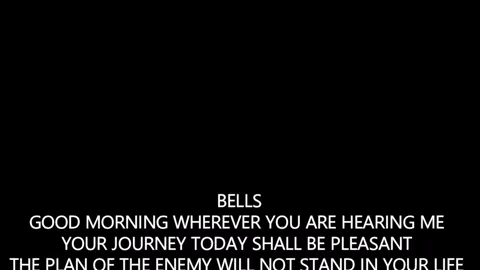 BELLS
GOOD MORNING WHEREVER YOU ARE HEARING ME
YOUR JOURNEY TODAY SHALL BE PLEASANT
THE PLAN OF THE ENEMY WILL NOT STAND IN YOUR LIFE